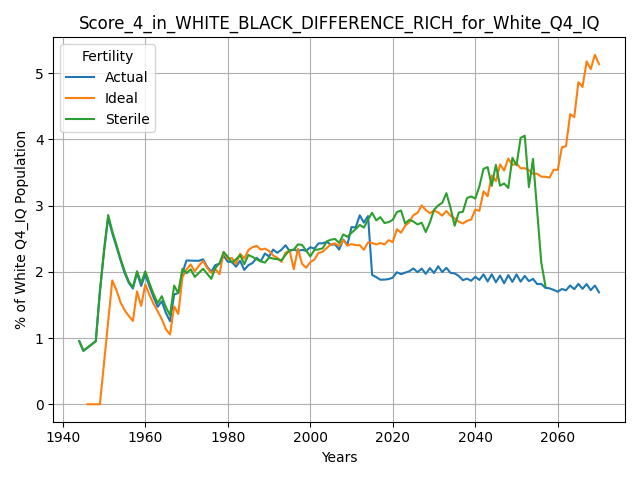 Score_4_in_WHITE_BLACK_DIFFERENCE_RICH_for_White_Q4_IQ
Fertility
Actual
Ideal
Sterile
% of White Q4_IQ Population
5
4
3
2
1
0
1940 1960 1980 2000 2020 2040 2060
Years